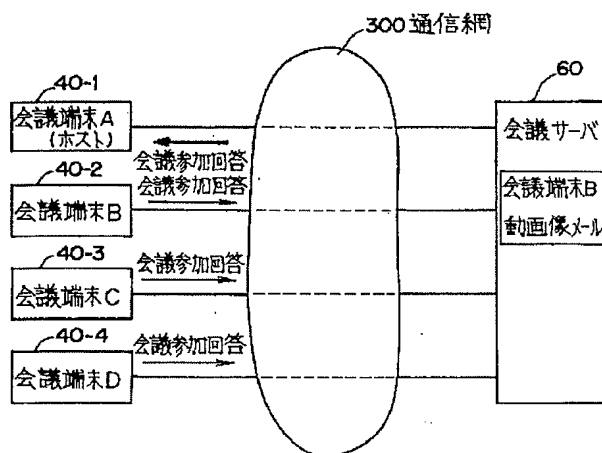 300通信網
40-1
会議端末A
(ホスト)
会議参加回答
40-2
会議参加回答
会議端末B
40-3
会議参加回答
会議端末C
40-4
会議参加回答
会議端末D
60
会議サーバ
会議端末B
動画像メール